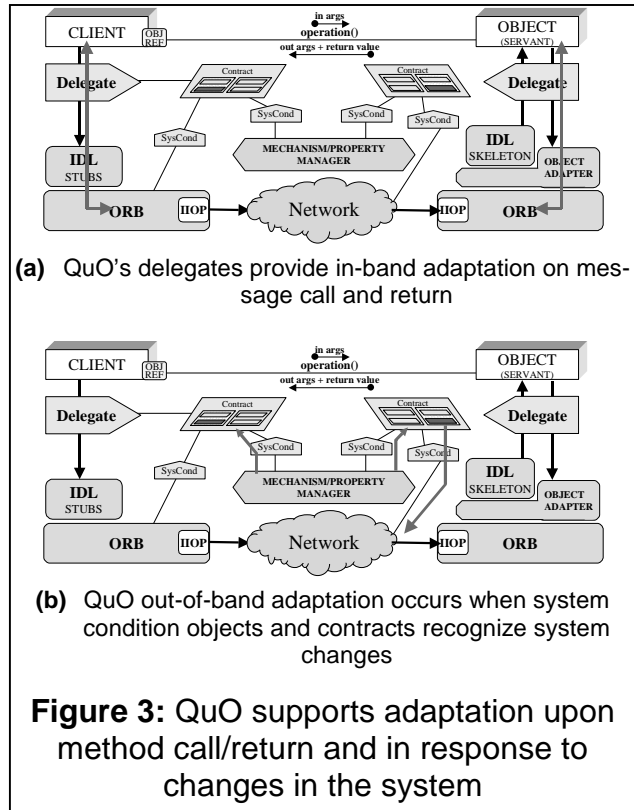 in args
CLIENT
OBJ
REF
operation()
OBJECT
(SERVANT)
out args + return value
Delegate
Contract
Contract
Delegate
SysCond
SysCond
SysCond
SysCond
IDL
STUBS
MECHANISM/PROPERTY
MANAGER
IDL
SKELETON
OBJECT
ADAPTER
ORB
IIOP
Network
IIOP
ORB
(a) QuO's delegates provide in-band adaptation on mes-
sage call and return
in args
CLIENT
OBJ
REF
operation()
OBJECT
(SERVANT)
out args + return value
Delegate
Contract
Contract
Delegate
SysCond
SysCond
SysCond
SysCond
IDL
STUBS
MECHANISM/PROPERTY
MANAGER
IDL
SKELETON
OBJECT
ADAPTER
ORB
IIOP
Network
IIOP
ORB
(b) QuO out-of-band adaptation occurs when system
condition objects and contracts recognize system
changes
Figure 3: QuO supports adaptation upon
method call/return and in response to
changes in the system